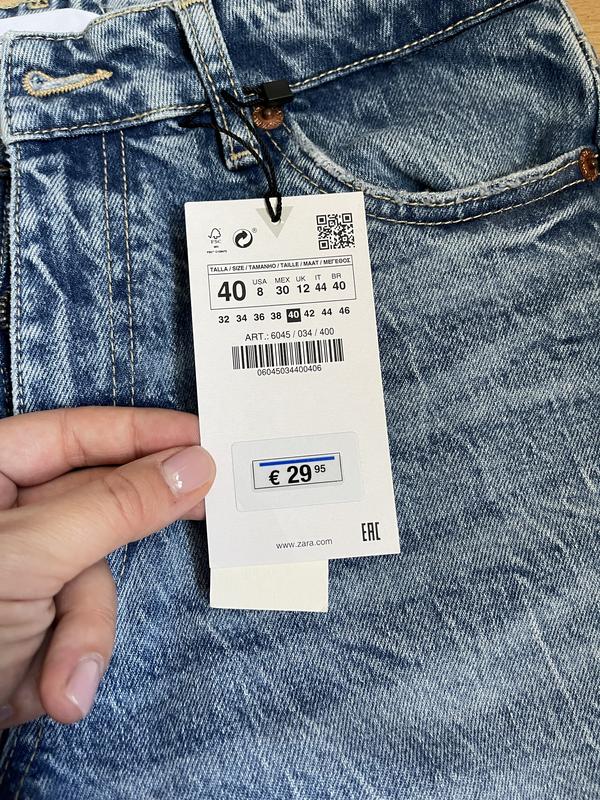 FSC
®
TALLA / SIZE / TAMANHO / TAILLE / MAAT / ΜΕΓΕΘΟΣ
40 USA 8 MEX 30 UK 12 IT 44 BR 40
32 34 36 38 40 42 44 46
ART.: 6045 / 034 / 400
06045034400406
€ 29 95
www.zara.com
EAC